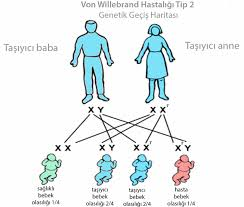 Von Willebrand Hastalığı Tip 2
Genetik Geçiş Haritası
Taşıyıcı baba
Taşıyıcı anne
X Y X X'
X X X Y X X' X' Y
sağlıklı bebek olasılığı 1/4
taşıyıcı bebek olasılığı 2/4
taşıyıcı bebek olasılığı 2/4
hasta bebek olasılığı 1/4